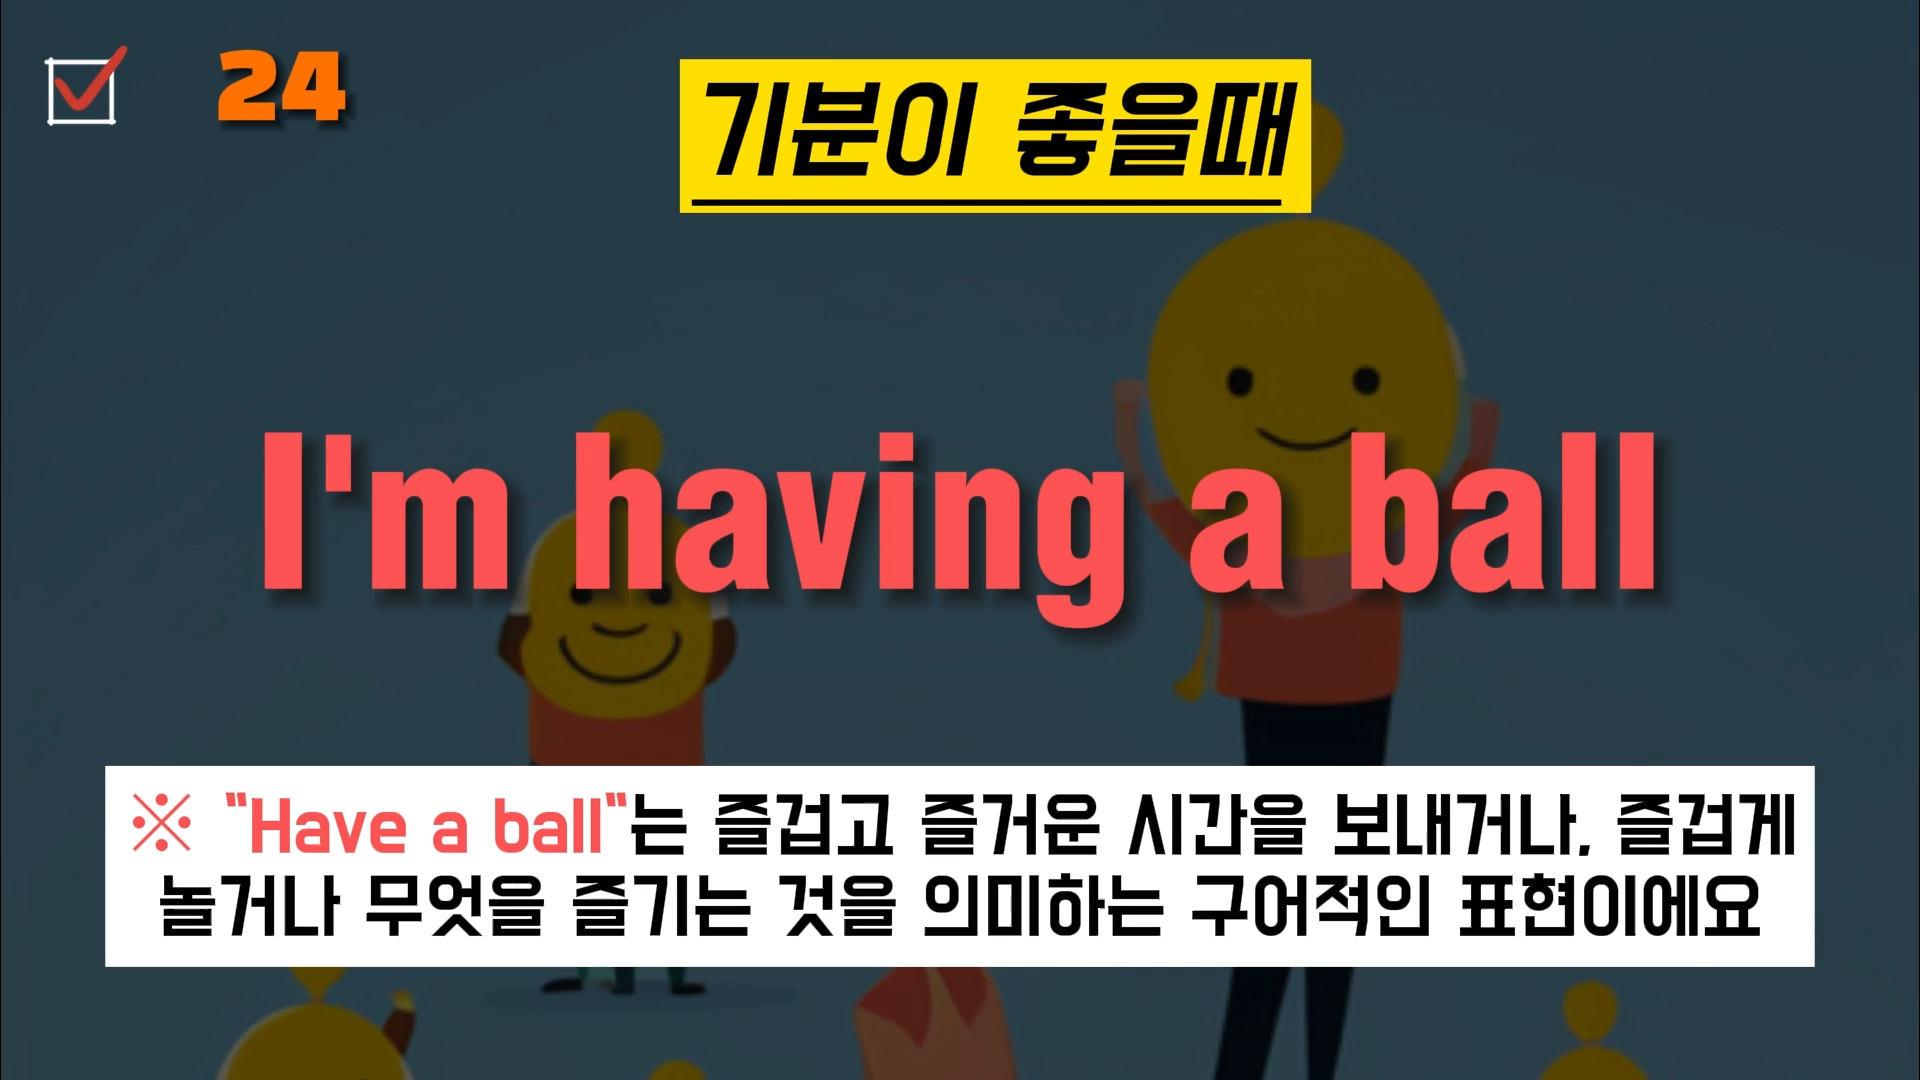 24
기분이 좋을때
I'm having a ball
※ "Have a ball"는 즐겁고 즐거운 시간을 보내거나, 즐겁게
놀거나 무엇을 즐기는 것을 의미하는 구어적인 표현이에요